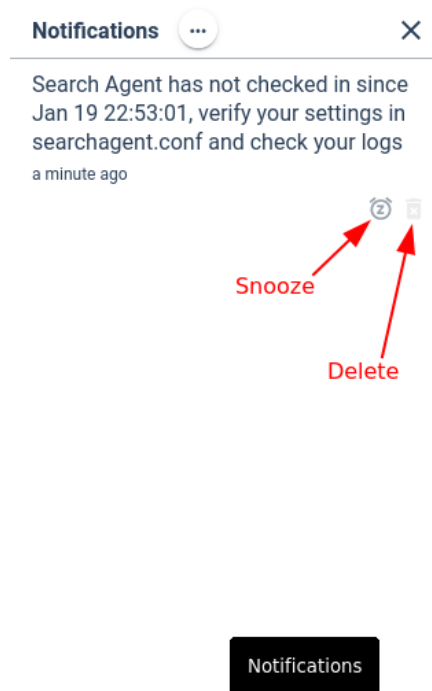 Notifications ...
Search Agent has not checked in since
Jan 19 22:53:01, verify your settings in
searchagent.conf and check your logs
a minute ago
z
Snooze
Delete
Notifications